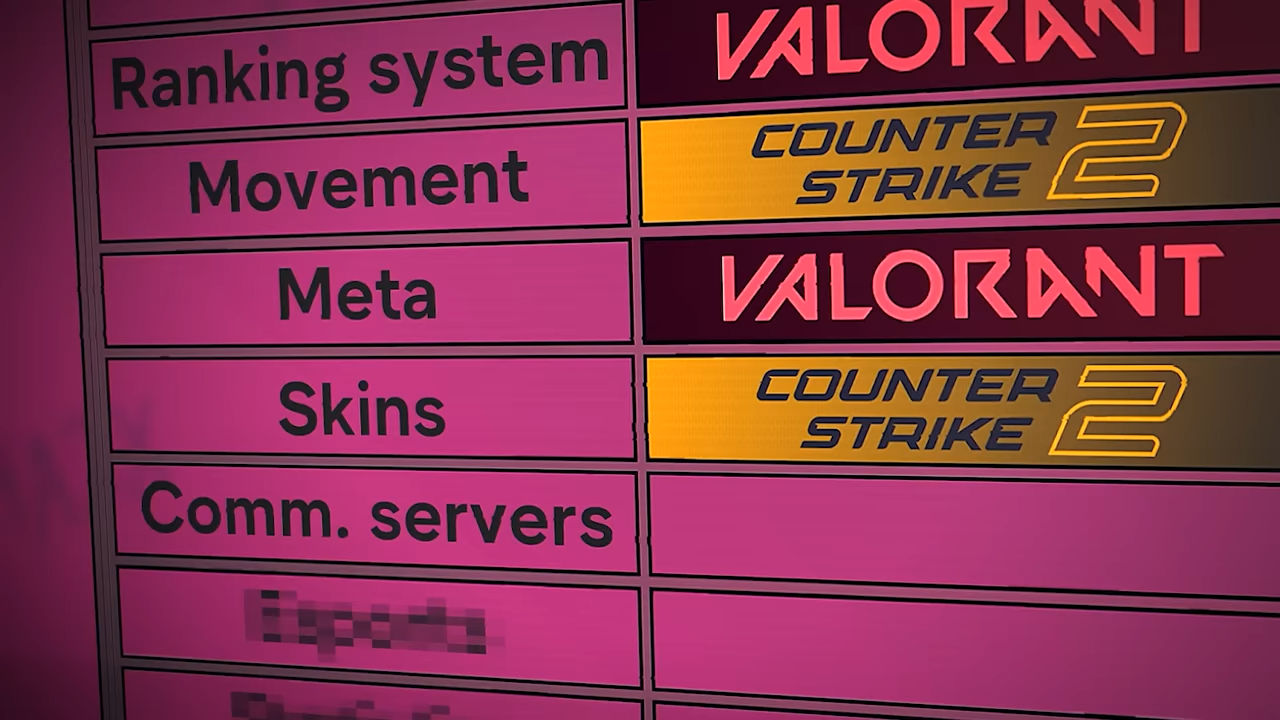 Ranking system
VALORANT
Movement
COUNTER
STRIKE 2
Meta
VALORANT
Skins
COUNTER
STRIKE 2
Comm. servers